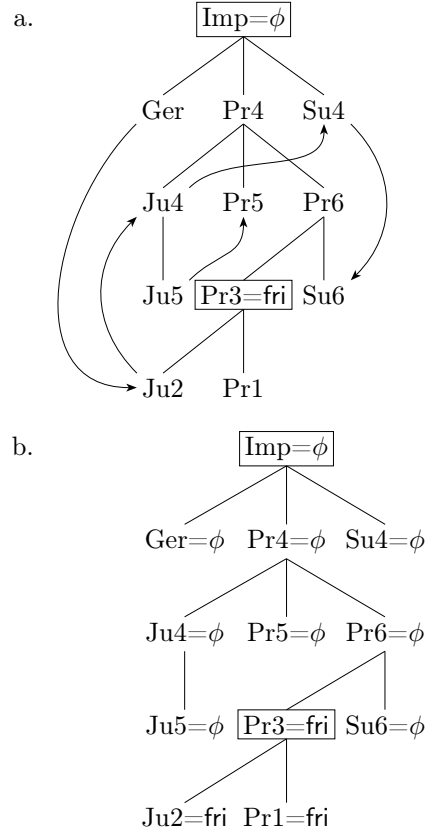 a.
Imp=ϕ
Ger Pr4 Su4
Ju4 Pr5 Pr6
Ju5 Pr3=fri Su6
Ju2 Pr1
b.
Imp=ϕ
Ger=ϕ Pr4=ϕ Su4=ϕ
Ju4=ϕ Pr5=ϕ Pr6=ϕ
Ju5=ϕ Pr3=fri Su6=ϕ
Ju2=fri Pr1=fri